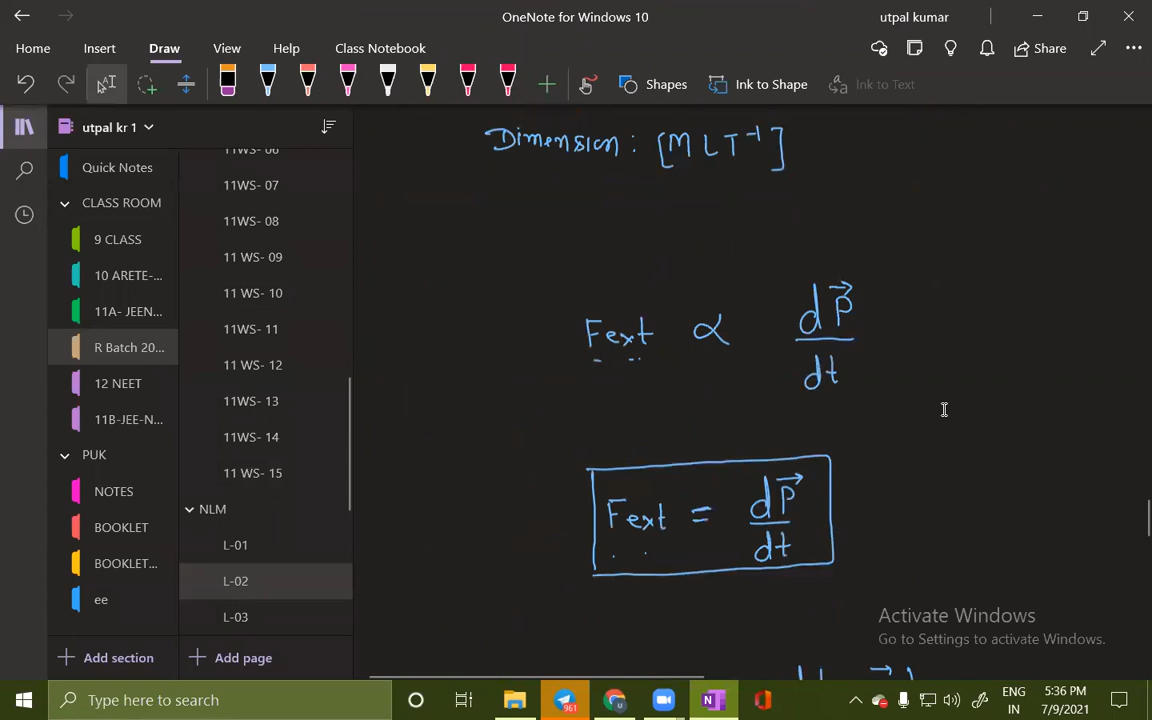 OneNote for Windows 10
utpal kumar
Home Insert Draw View Help Class Notebook
Share
Shapes Ink to Shape Ink to Text
utpal kr 1
Quick Notes
CLASS ROOM
9 CLASS
10 ARETE-...
11A- JEEN...
R Batch 20...
12 NEET
11B-JEE-N...
PUK
NOTES
BOOKLET
BOOKLET...
ee
Add section
11WS- 06
11WS- 07
11WS- 08
11 WS- 09
11 WS- 10
11WS- 11
11 WS- 12
11WS- 13
11WS- 14
11 WS- 15
NLM
L-01
L-02
L-03
Add page
Dimension: [M L T⁻¹]
Fext ∝ dP⃗/dt
Fext = dP⃗/dt
Activate Windows
Go to Settings to activate Windows.
Type here to search
961
ENG
IN
5:36 PM
7/9/2021